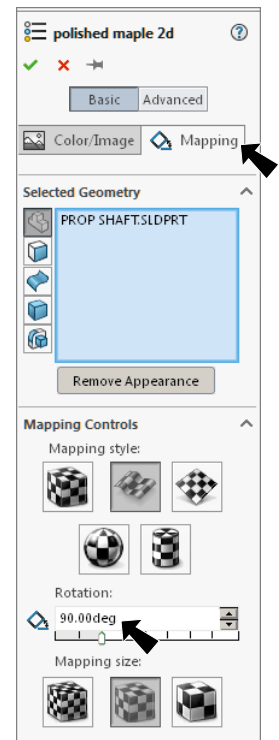 polished maple 2d
Basic Advanced
Color/Image Mapping
Selected Geometry
PROP SHAFT.SLDPRT
Remove Appearance
Mapping Controls
Mapping style:
Rotation:
90.00deg
Mapping size: